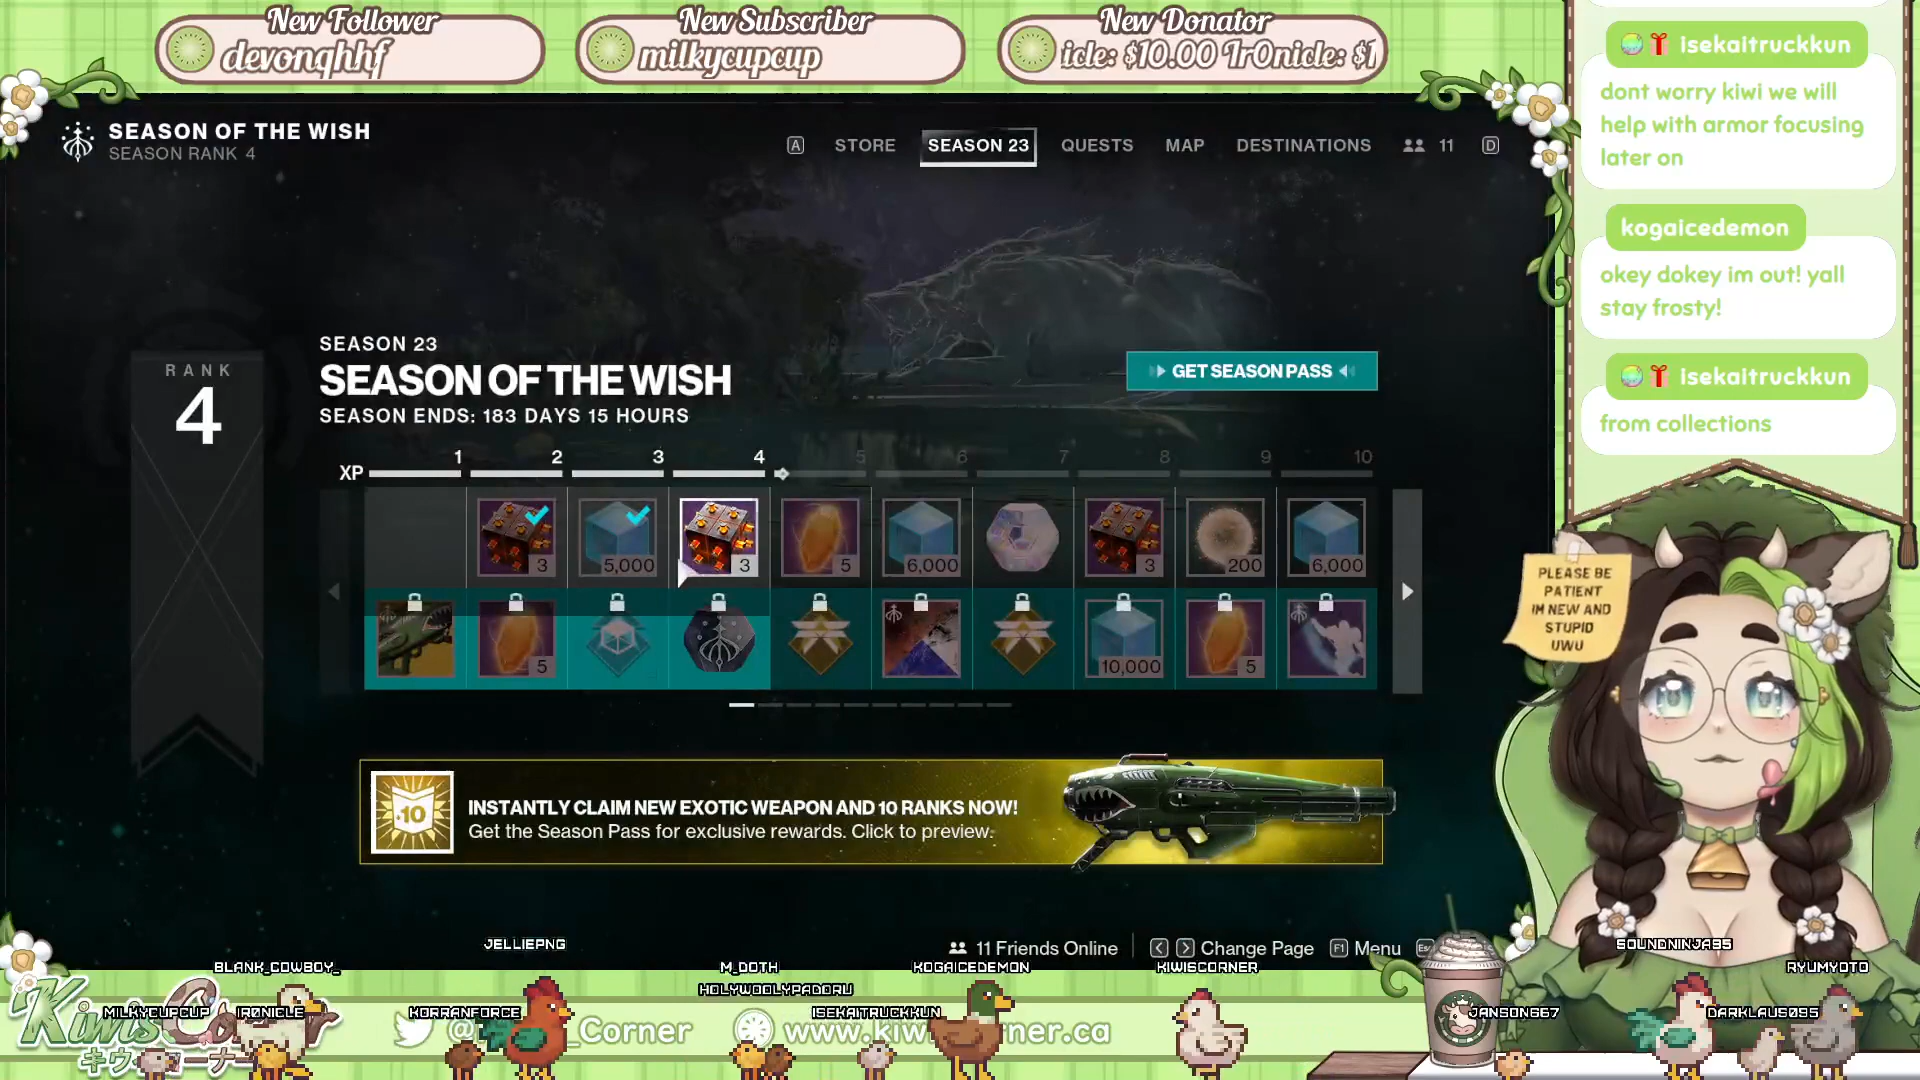 New Follower
devonghhf
New Subscriber
milkycupcup
New Donator
icle: $10.00 Ir0nicle: $1
SEASON OF THE WISH
SEASON RANK 4
A
STORE
SEASON 23
QUESTS
MAP
DESTINATIONS
11
D
RANK
4
SEASON 23
SEASON OF THE WISH
SEASON ENDS: 183 DAYS 15 HOURS
GET SEASON PASS
XP
1 2 3 4 5 6 7 8 9 10
3 5,000 3 5 6,000 3 200 6,000
5 10,000 5
+10
INSTANTLY CLAIM NEW EXOTIC WEAPON AND 10 RANKS NOW!
Get the Season Pass for exclusive rewards. Click to preview.
11 Friends Online
< > Change Page
F1 Menu
isekaitruckkun
dont worry kiwi we will
help with armor focusing
later on
kogaicedemon
okey dokey im out! yall
stay frosty!
isekaitruckkun
from collections
PLEASE BE
PATIENT
IM NEW AND
STUPID
UWU
JELLIEPNG
BLANK_COWBOY_
M_DOTH
KOGAICEDEMON
KIWISCORNER
SOUNDNINJA95
RYUMYOTO
HOLYWOOLYPADORU
MILKYCUPCUP
IR0NICLE
KORRANFORCE
ISEKAITRUCKKUN
JANSON667
DARKLAUS095